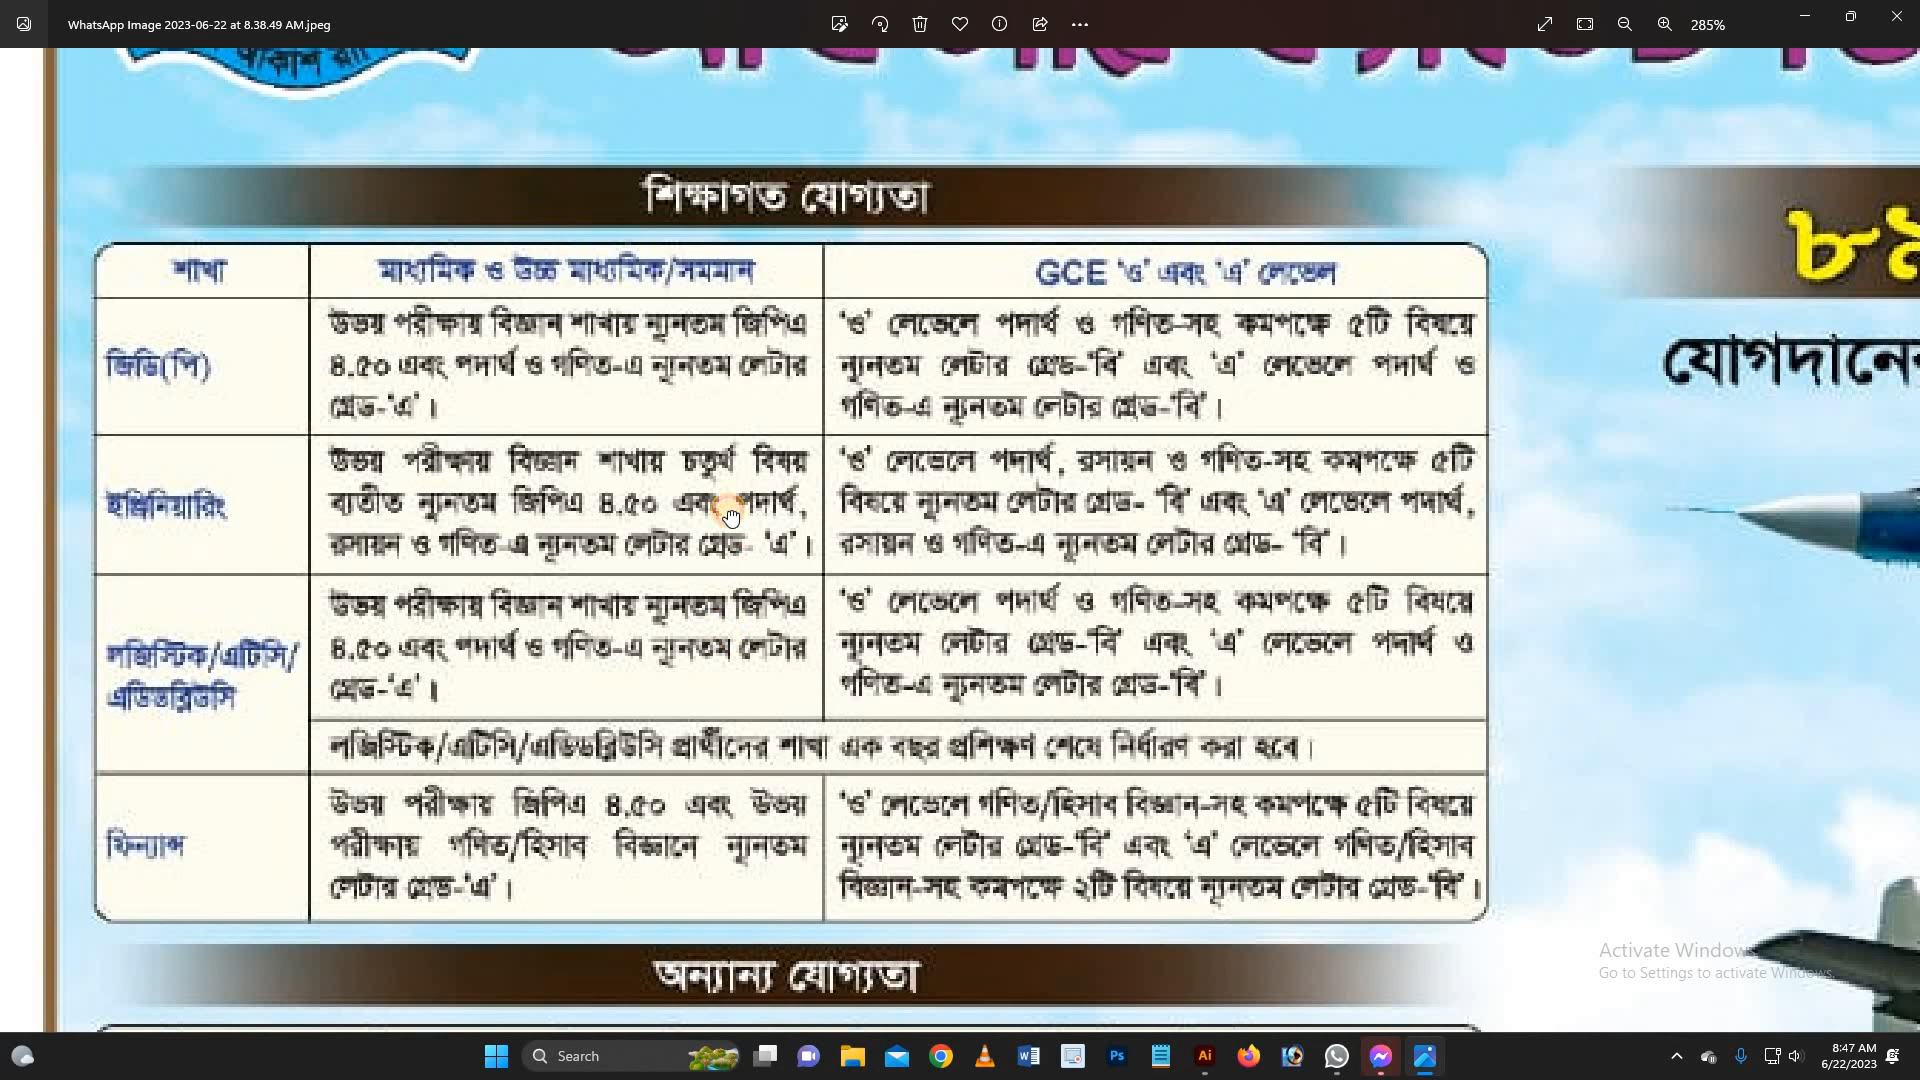 WhatsApp Image 2023-06-22 at 8.38.49 AM.jpeg
285%
শিক্ষাগত যোগ্যতা
শাখা
মাধ্যমিক ও উচ্চ মাধ্যমিক/সমমান
GCE ‘ও’ এবং ‘এ’ লেভেল
জিডি(পি)
উভয় পরীক্ষায় বিজ্ঞান শাখায় ন্যূনতম জিপিএ
৪.৫০ এবং পদার্থ ও গণিত-এ ন্যূনতম লেটার
গ্রেড-‘এ’।
‘ও’ লেভেলে পদার্থ ও গণিত-সহ কমপক্ষে ৫টি বিষয়ে
ন্যূনতম লেটার গ্রেড-‘বি’ এবং ‘এ’ লেভেলে পদার্থ ও
গণিত-এ ন্যূনতম লেটার গ্রেড-‘বি’।
ইঞ্জিনিয়ারিং
উভয় পরীক্ষায় বিজ্ঞান শাখায় চতুর্থ বিষয়
ব্যতীত ন্যূনতম জিপিএ ৪.৫০ এবং পদার্থ,
রসায়ন ও গণিত-এ ন্যূনতম লেটার গ্রেড- ‘এ’।
‘ও’ লেভেলে পদার্থ, রসায়ন ও গণিত-সহ কমপক্ষে ৫টি
বিষয়ে ন্যূনতম লেটার গ্রেড- ‘বি’ এবং ‘এ’ লেভেলে পদার্থ,
রসায়ন ও গণিত-এ ন্যূনতম লেটার গ্রেড- ‘বি’।
লজিস্টিক/এটিসি/
এডিডব্লিউসি
উভয় পরীক্ষায় বিজ্ঞান শাখায় ন্যূনতম জিপিএ
৪.৫০ এবং পদার্থ ও গণিত-এ ন্যূনতম লেটার
গ্রেড-‘এ’।
‘ও’ লেভেলে পদার্থ ও গণিত-সহ কমপক্ষে ৫টি বিষয়ে
ন্যূনতম লেটার গ্রেড-‘বি’ এবং ‘এ’ লেভেলে পদার্থ ও
গণিত-এ ন্যূনতম লেটার গ্রেড-‘বি’।
লজিস্টিক/এটিসি/এডিডব্লিউসি প্রার্থীদের শাখা এক বছর প্রশিক্ষণ শেষে নির্ধারণ করা হবে।
ফিন্যান্স
উভয় পরীক্ষায় জিপিএ ৪.৫০ এবং উভয়
পরীক্ষায় গণিত/হিসাব বিজ্ঞানে ন্যূনতম
লেটার গ্রেড-‘এ’।
‘ও’ লেভেলে গণিত/হিসাব বিজ্ঞান-সহ কমপক্ষে ৫টি বিষয়ে
ন্যূনতম লেটার গ্রেড-‘বি’ এবং ‘এ’ লেভেলে গণিত/হিসাব
বিজ্ঞান-সহ কমপক্ষে ২টি বিষয়ে ন্যূনতম লেটার গ্রেড-‘বি’।
অন্যান্য যোগ্যতা
যোগদানের
Activate Windows
Go to Settings to activate Windows.
Search
Ps
Ai
8:47 AM
6/22/2023